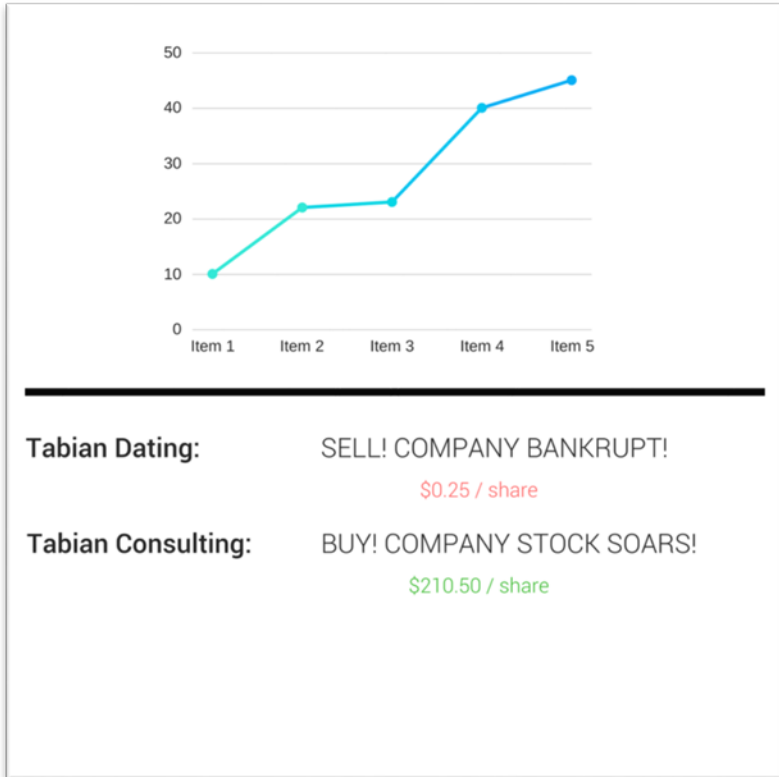 50
40
30
20
10
0
Item 1 Item 2 Item 3 Item 4 Item 5
Tabian Dating: SELL! COMPANY BANKRUPT!
$0.25 / share
Tabian Consulting: BUY! COMPANY STOCK SOARS!
$210.50 / share